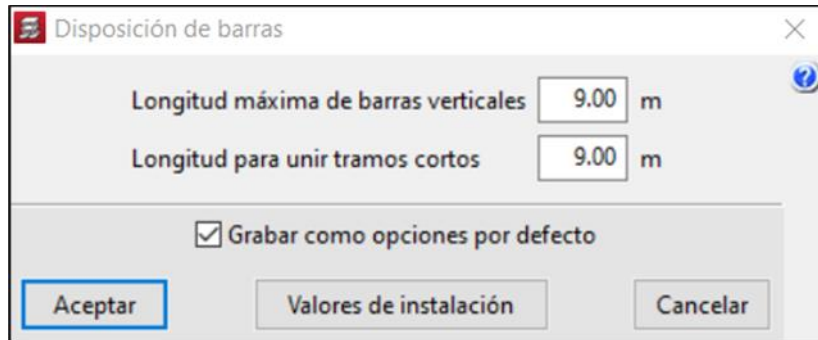 Disposición de barras
Longitud máxima de barras verticales 9.00 m
Longitud para unir tramos cortos 9.00 m
Grabar como opciones por defecto
Aceptar Valores de instalación Cancelar